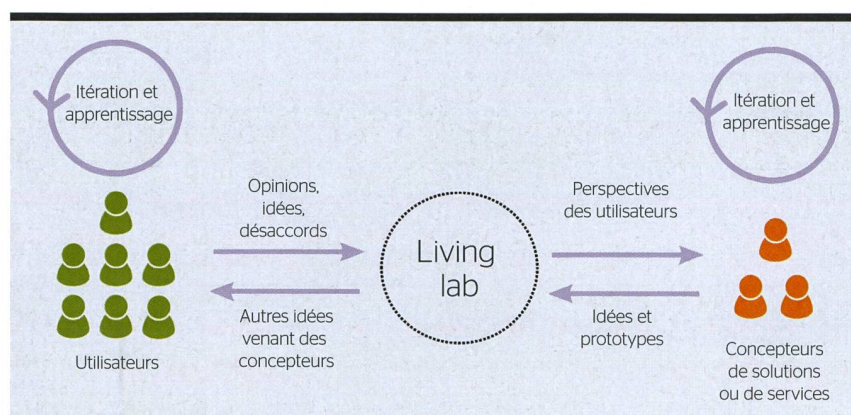 Itération et
apprentissage
Itération et
apprentissage
Opinions,
idées,
désaccords
Perspectives
des utilisateurs
Living
lab
Autres idées
venant des
concepteurs
Idées et
prototypes
Utilisateurs
Concepteurs
de solutions
ou de services